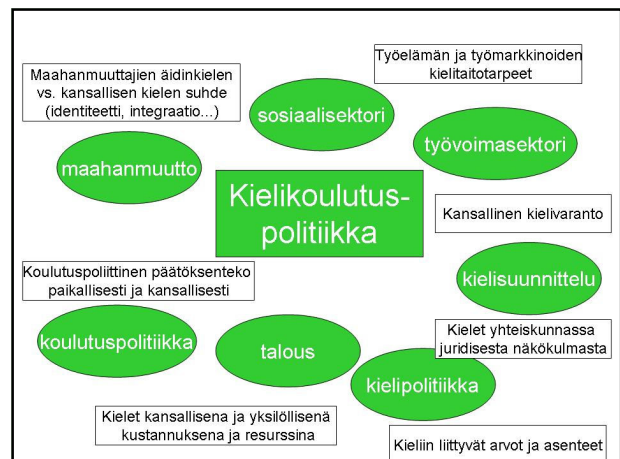 Työelämän ja työmarkkinoiden
kielitaitotarpeet
Maahanmuuttajien äidinkielen
vs. kansallisen kielen suhde
(identiteetti, integraatio...)
sosiaalisektori
työvoimasektori
maahanmuutto
Kielikoulutus-
politiikka
Kansallinen kielivaranto
Koulutuspoliittinen päätöksenteko
paikallisesti ja kansallisesti
kielisuunnittelu
koulutuspolitiikka
talous
Kielet yhteiskunnassa
juridisesta näkökulmasta
kielipolitiikka
Kielet kansallisena ja yksilöllisenä
kustannuksena ja resurssina
Kieliin liittyvät arvot ja asenteet